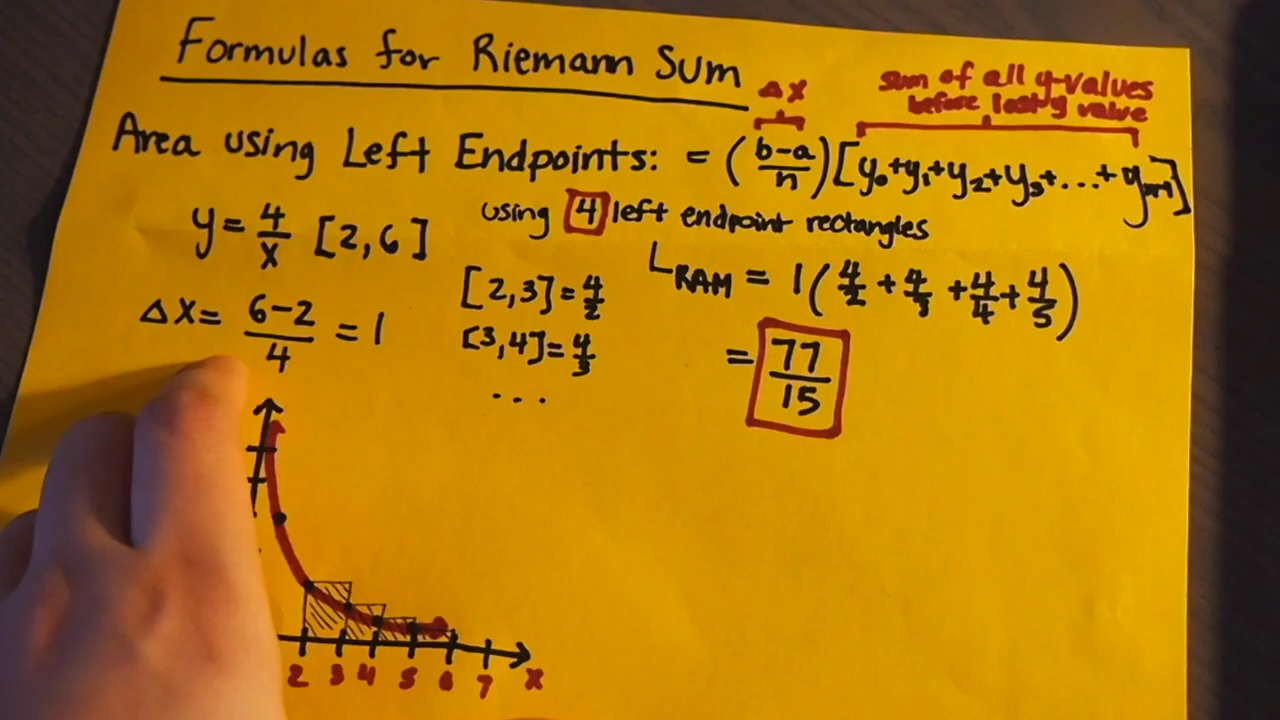 Formulas for Riemann Sum
Δx
sum of all y-values
before last y value
Area using Left Endpoints: = (b-a/n)[y₀+y₁+y₂+y₃+...+yₙ₋₁]
using 4 left endpoint rectangles
y = 4/x [2,6]
Δx = 6-2/4 = 1
[2,3] = 4/2
[3,4] = 4/3
...
LRAM = 1(4/2 + 4/3 + 4/4 + 4/5)
= 77/15
2 3 4 5 6 7 x